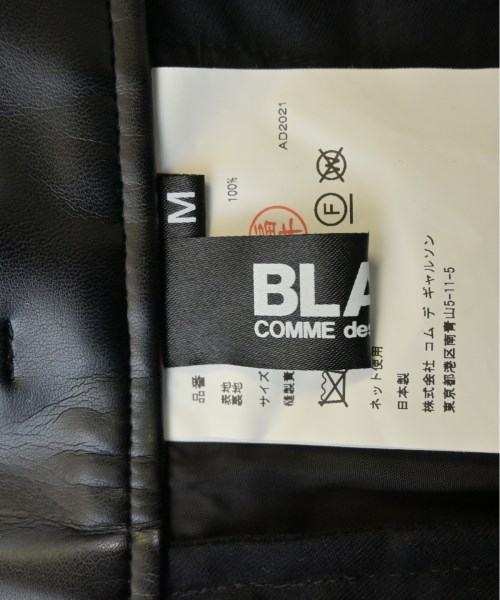 M
BLA
COMME des
品番
表地
裏地 100%
サイズ
縫製責 AD2021
F
W
ネット使用
日本製
株式会社 コム デ ギャルソン
東京都港区南青山5-11-5